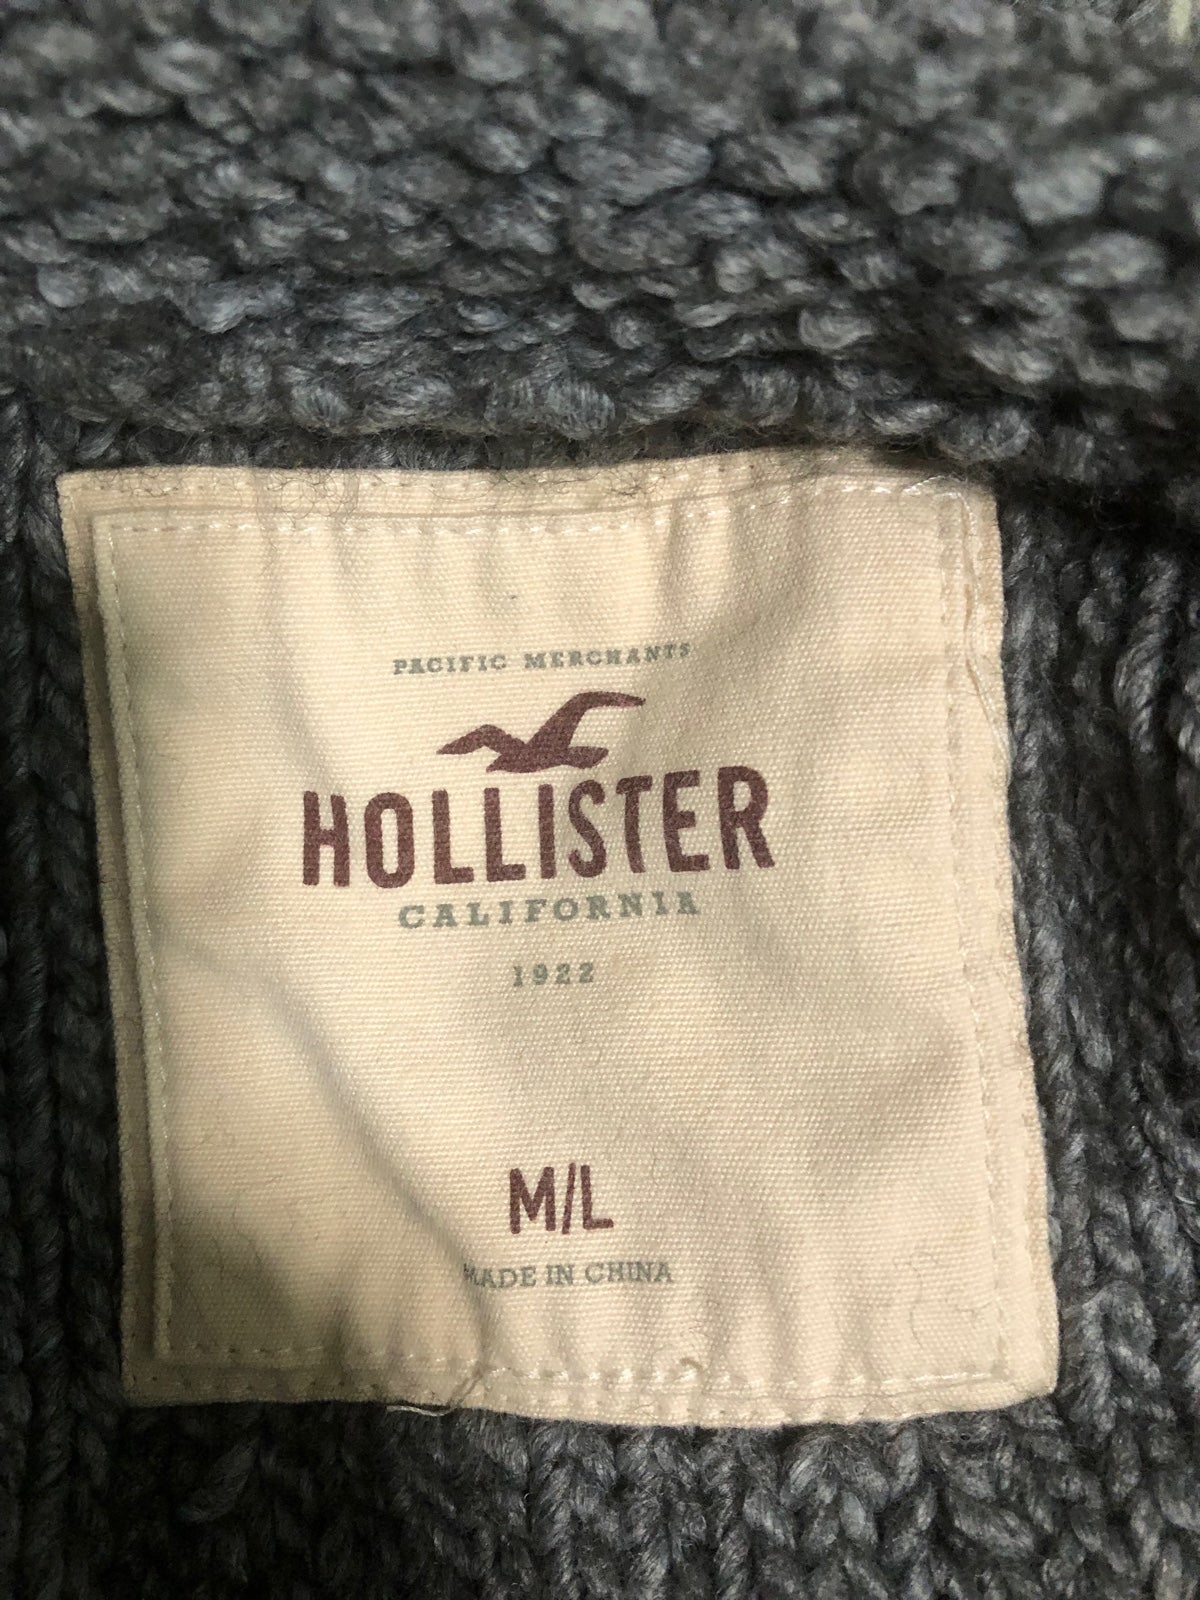 PACIFIC MERCHANTS
HOLLISTER
CALIFORNIA
1922
M/L
MADE IN CHINA